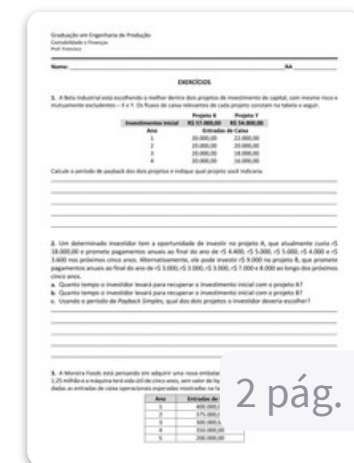 Graduação em Engenharia de Produção
Contabilidade e Finanças
Prof. Francisco
Nome: RA
EXERCÍCIOS
1. A Beta Industrial está escolhendo o melhor dentre dois projetos de investimento de capital, com mesmo risco e
mutuamente excludentes – X e Y. Os fluxos de caixa relevantes de cada projeto constam na tabela a seguir.
Projeto X Projeto Y
Investimentos Inicial R$ 57.000,00 R$ 54.000,00
Ano Entradas de Caixa
1 20.000,00 22.000,00
2 20.000,00 20.000,00
3 20.000,00 18.000,00
4 20.000,00 16.000,00
Calcule o período de payback dos dois projetos e indique qual projeto você indicaria.
2. Um determinado investidor tem a oportunidade de investir no projeto A, que atualmente custa r$
18.000,00 e promete pagamentos anuais ao final do ano de r$ 4.400, r$ 5.000, r$ 5.000, r$ 4.000 e r$
3.600 nos próximos cinco anos. Alternativamente, ele pode investir r$ 9.000 no projeto B, que promete
pagamentos anuais ao final do ano de r$ 3.000, r$ 3.000, r$ 3.000, r$ 7.000 e 8.000 ao longo dos próximos
cinco anos.
a. Quanto tempo o investidor levará para recuperar o investimento inicial com o projeto A?
b. Quanto tempo o investidor levará para recuperar o investimento inicial com o projeto B?
c. Usando o período de Payback Simples, qual dos dois projetos o investidor deveria escolher?
3. A Moreira Foods está pensando em adquirir uma nova
1,25 milhão e a máquina terá vida útil de cinco anos, sem valor de
dadas as entradas de caixa operacionais esperadas mostradas na
Ano Entradas de
1 400.000,
2 375.000,
3 300.000,
4 350.000,00
5 200.000,00
2 pág.